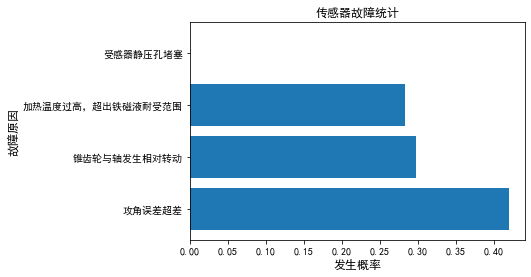 传感器故障统计
受感器静压孔堵塞
加热温度过高，超出铁磁液耐受范围
锥齿轮与轴发生相对转动
攻角误差超差
故障原因
0.00 0.05 0.10 0.15 0.20 0.25 0.30 0.35 0.40
发生概率